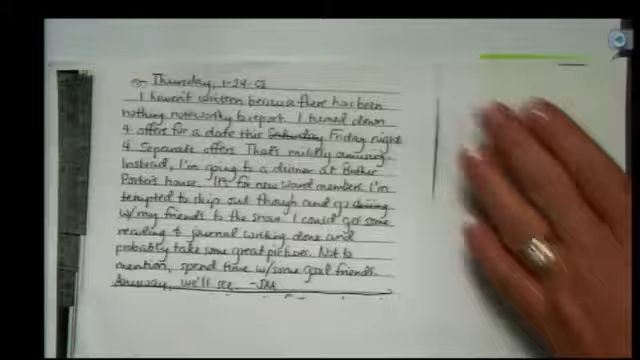 Thursday, 1-24-02
I haven't written because there has been
nothing noteworthy to report. I turned down
4 offers for a date this Saturday Friday night
4 separate offers. That's mildly amusing.
Instead, I'm going to a dinner at Brother
Porter's house. It's for new ward members. I'm
tempted to skip out though and go driving
w/my friends to the snow. I could get some
reading & journal writing done and
probably take some great pictures. Not to
mention, spend time w/some good friends.
Anyway, we'll see. -JM